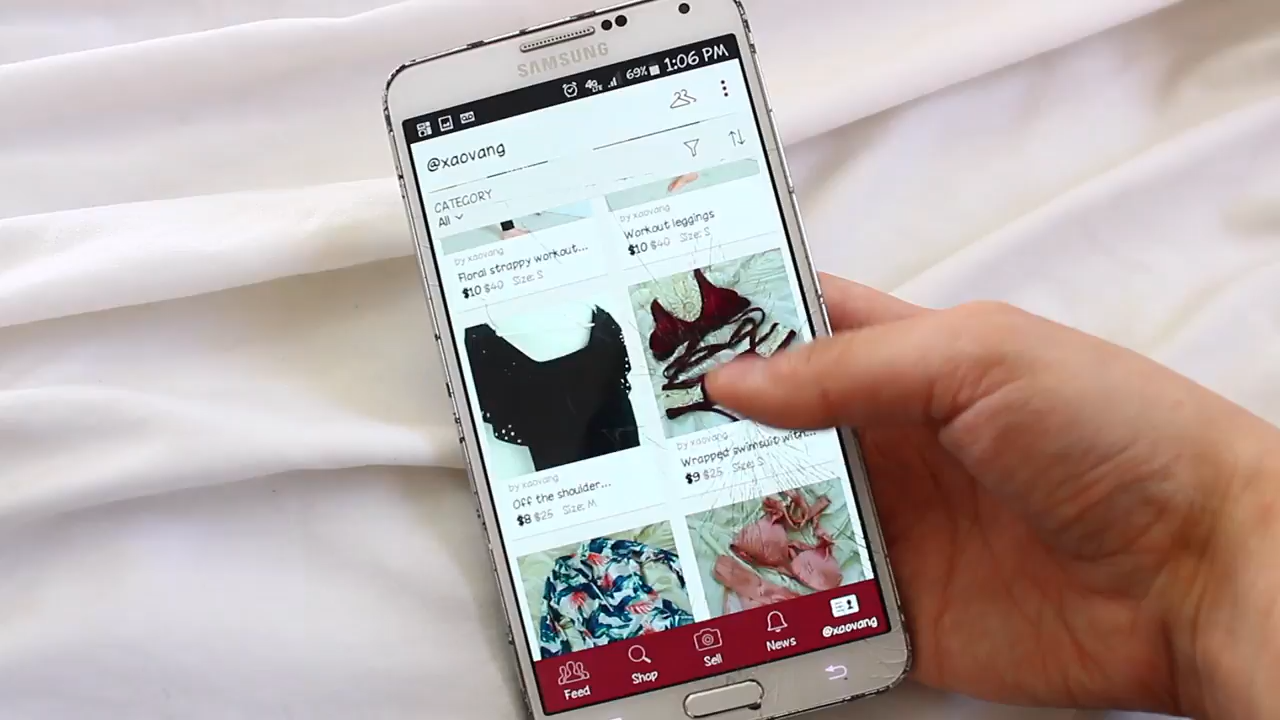 SAMSUNG
4G LTE 69% 1:06 PM
@xaovang
CATEGORY
All
by xaovang
Floral strappy workout...
$10 $40 Size: S
by xaovang
Workout leggings
$10 $40 Size: S
by xaovang
Off the shoulder...
$8 $25 Size: M
by xaovang
Wrapped swimsuit with...
$9 $25 Size: S
Feed
Shop
Sell
News
@xaovang